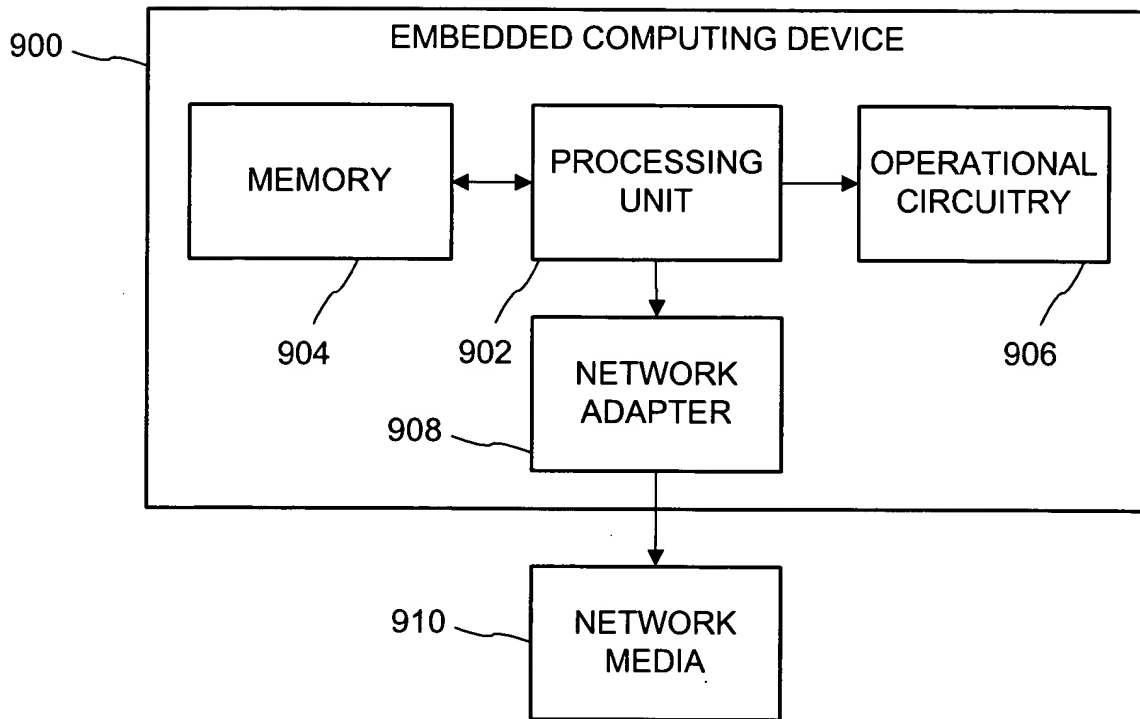 EMBEDDED COMPUTING DEVICE
900
MEMORY
PROCESSING
UNIT
OPERATIONAL
CIRCUITRY
904
902
906
NETWORK
ADAPTER
908
910
NETWORK
MEDIA